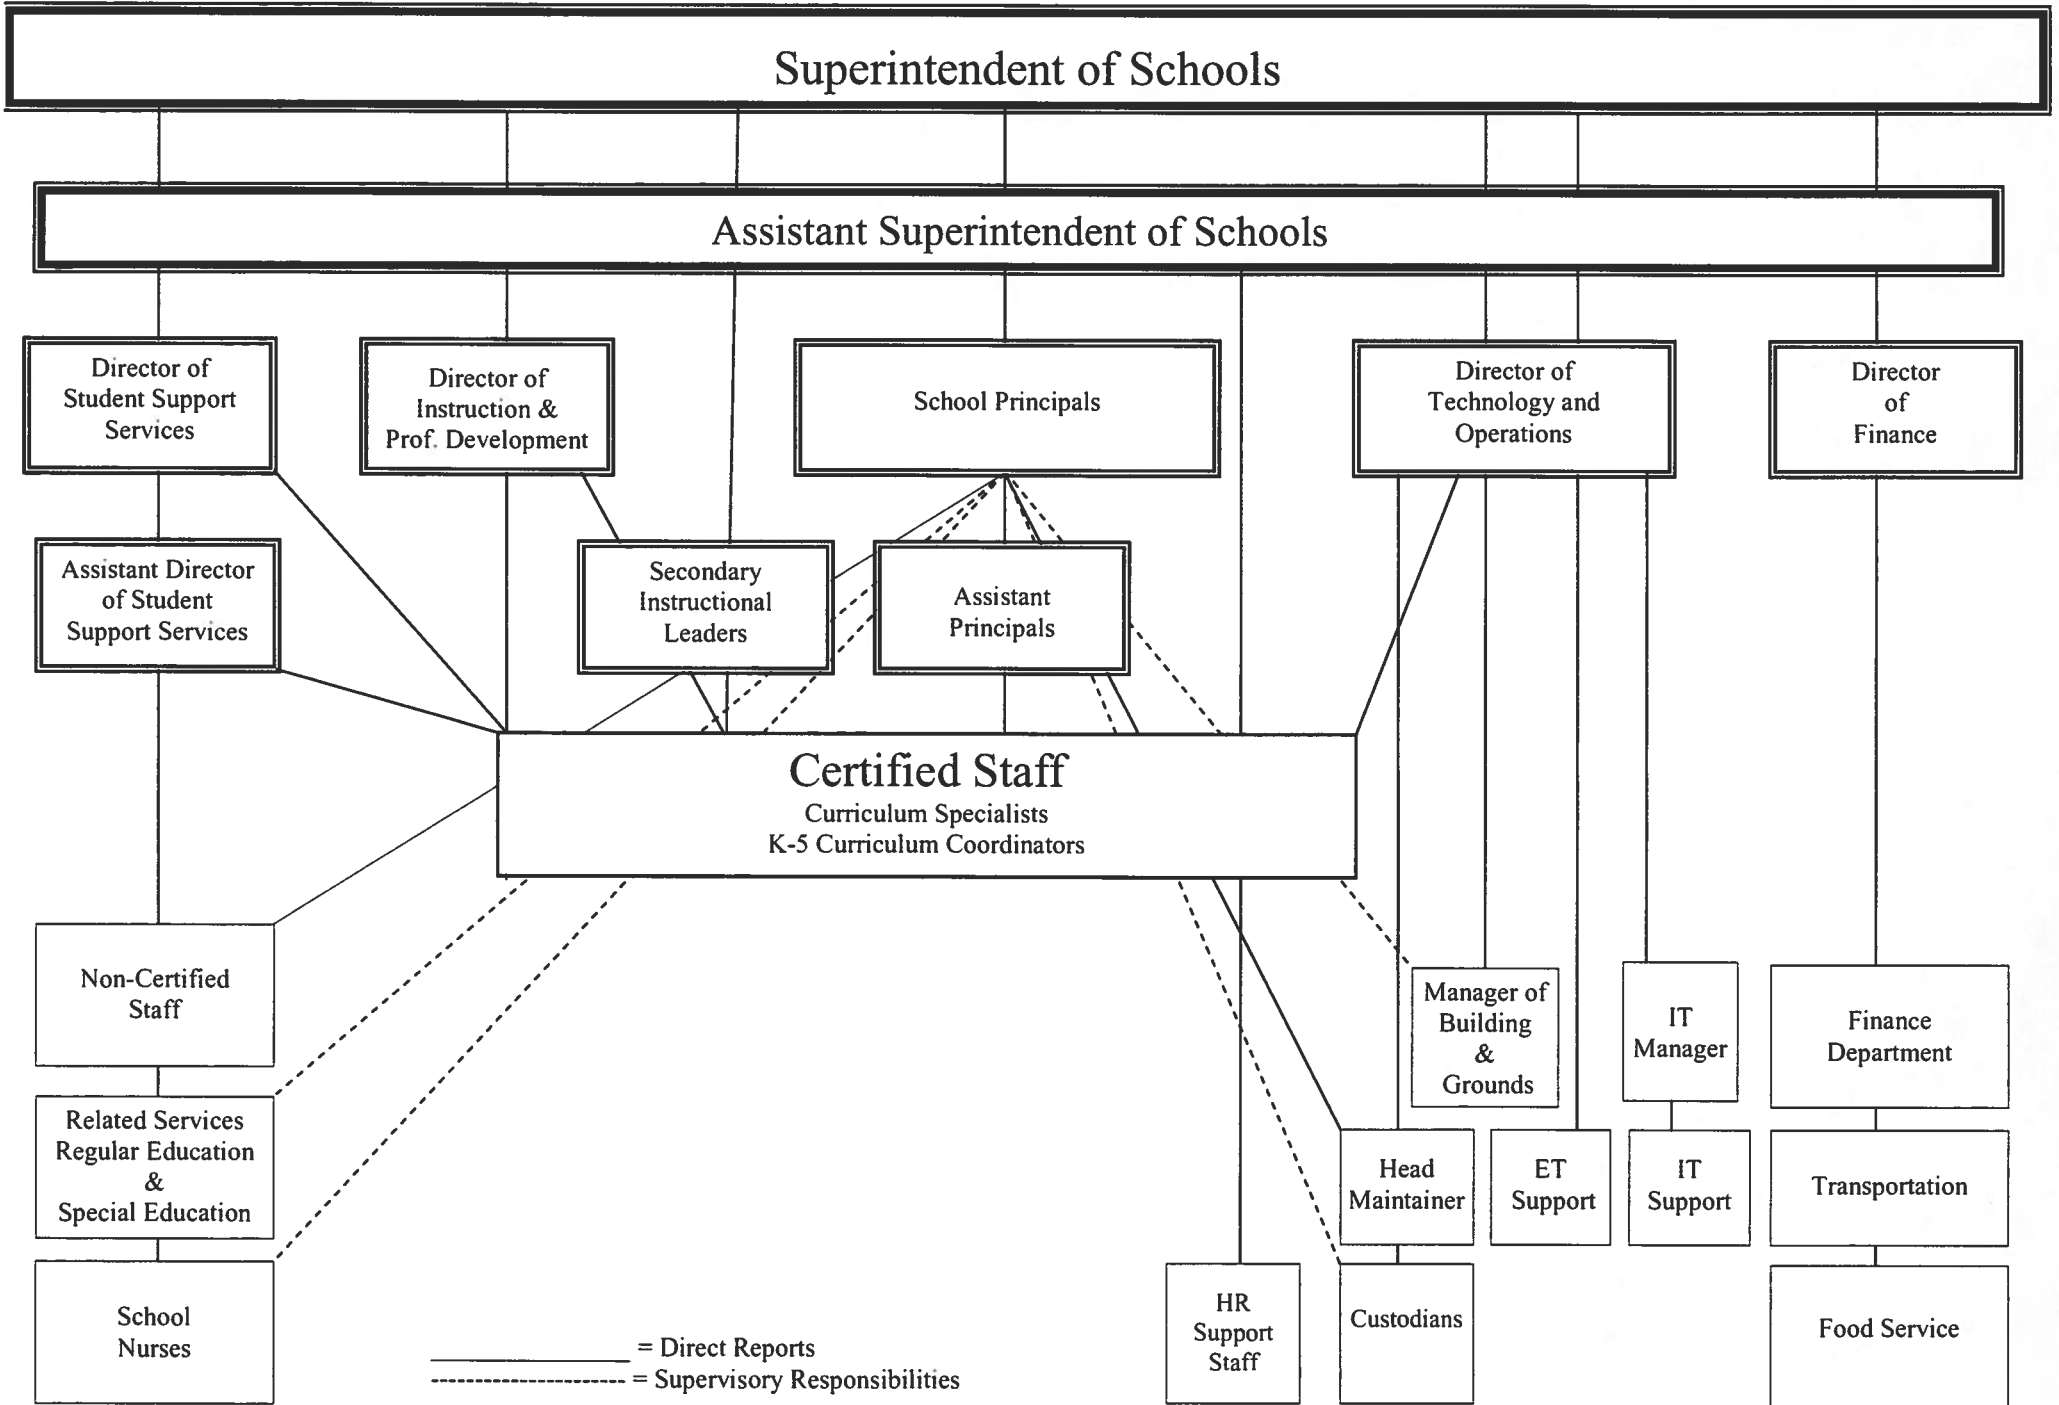 Superintendent of Schools
Assistant Superintendent of Schools
Director of
Student Support
Services
Director of
Instruction &
Prof. Development
School Principals
Director of
Technology and
Operations
Director
of
Finance
Assistant Director
of Student
Support Services
Secondary
Instructional
Leaders
Assistant
Principals
Certified Staff
Curriculum Specialists
K-5 Curriculum Coordinators
Non-Certified
Staff
Manager of
Building
&
Grounds
IT
Manager
Finance
Department
Related Services
Regular Education
&
Special Education
Head
Maintainer
ET
Support
IT
Support
Transportation
School
Nurses
HR
Support
Staff
Custodians
Food Service
= Direct Reports
= Supervisory Responsibilities